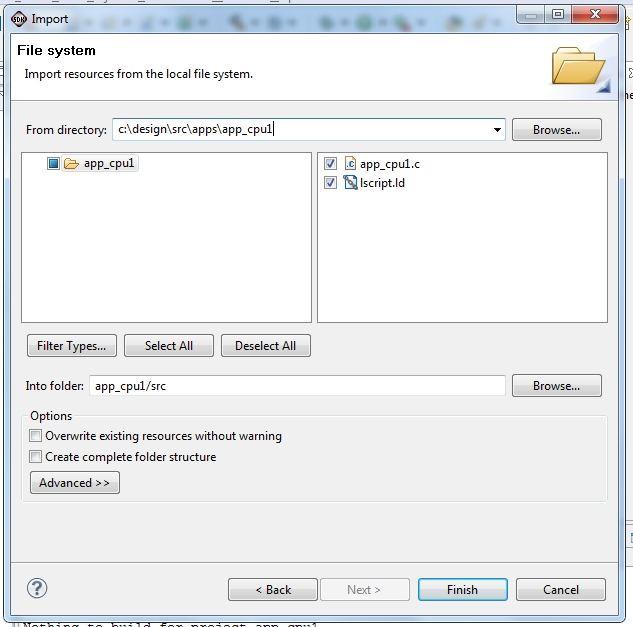 SDK Import
File system
Import resources from the local file system.
From directory: c:\design\src\apps\app_cpu1 Browse...
app_cpu1
app_cpu1.c
lscript.ld
Filter Types... Select All Deselect All
Into folder: app_cpu1/src Browse...
Options
Overwrite existing resources without warning
Create complete folder structure
Advanced >>
? < Back Next > Finish Cancel
Nothing to build for project app_cpu1